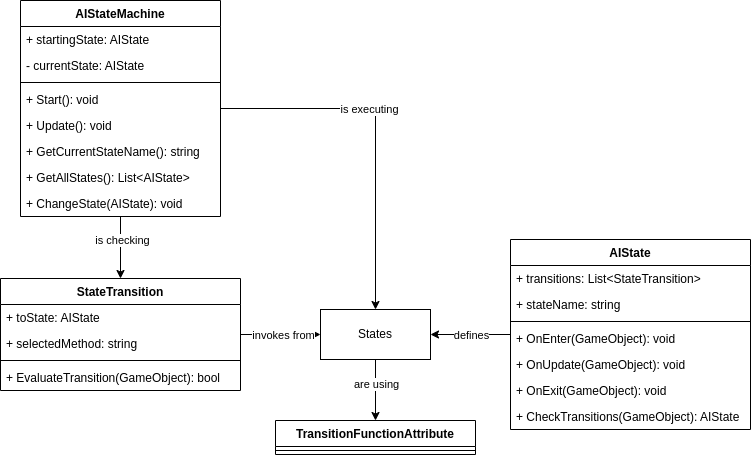 AIStateMachine
+ startingState: AIState
- currentState: AIState
+ Start(): void
+ Update(): void
+ GetCurrentStateName(): string
+ GetAllStates(): List<AIState>
+ ChangeState(AIState): void
is executing
is checking
StateTransition
+ toState: AIState
+ selectedMethod: string
+ EvaluateTransition(GameObject): bool
invokes from
States
defines
AIState
+ transitions: List<StateTransition>
+ stateName: string
+ OnEnter(GameObject): void
+ OnUpdate(GameObject): void
+ OnExit(GameObject): void
+ CheckTransitions(GameObject): AIState
are using
TransitionFunctionAttribute